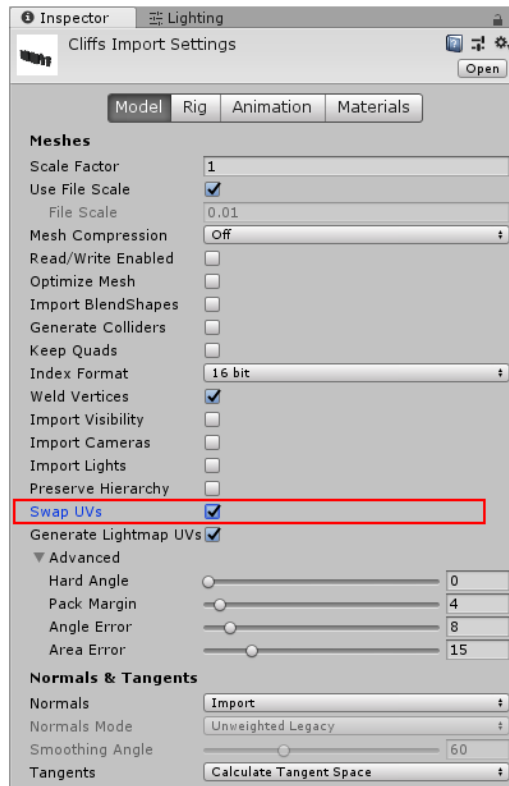 Inspector Lighting
Cliffs Import Settings
Open
Model Rig Animation Materials
Meshes
Scale Factor 1
Use File Scale
File Scale 0.01
Mesh Compression Off
Read/Write Enabled
Optimize Mesh
Import BlendShapes
Generate Colliders
Keep Quads
Index Format 16 bit
Weld Vertices
Import Visibility
Import Cameras
Import Lights
Preserve Hierarchy
Swap UVs
Generate Lightmap UVs
Advanced
Hard Angle 0
Pack Margin 4
Angle Error 8
Area Error 15
Normals & Tangents
Normals Import
Normals Mode Unweighted Legacy
Smoothing Angle 60
Tangents Calculate Tangent Space